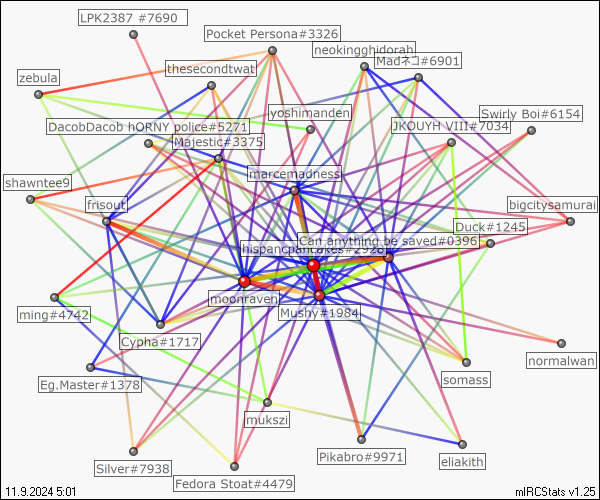 LPK2387 #7690
Pocket Persona#3326
neokingghidorah
Madネコ#6901
thesecondtwat
zebula
yoshimanden
Swirly Boi#6154
DacobDacob hORNY police#5271
JKOUYH VIII#7034
Majestic#3375
marcemadness
shawntee9
frisout
bigcitysamurai
Duck#1245
Can anything be saved#0396
moonraven
Mushy#1984
ming#4742
Cypha#1717
normalwan
Eg.Master#1378
somass
mukszi
Pikabro#9971
eliakith
Silver#7938
Fedora Stoat#4479
11.9.2024 5:01
mIRCStats v1.25